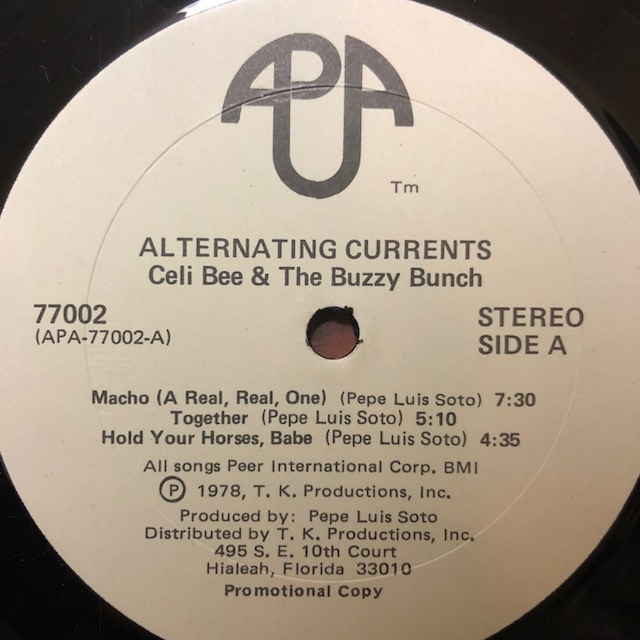 APA
Tm
ALTERNATING CURRENTS
Celi Bee & The Buzzy Bunch
77002
(APA-77002-A)
STEREO
SIDE A
Macho (A Real, Real, One) (Pepe Luis Soto) 7:30
Together (Pepe Luis Soto) 5:10
Hold Your Horses, Babe (Pepe Luis Soto) 4:35
All songs Peer International Corp. BMI
Ⓟ 1978, T. K. Productions, Inc.
Produced by: Pepe Luis Soto
Distributed by T. K. Productions, Inc.
495 S. E. 10th Court
Hialeah, Florida 33010
Promotional Copy